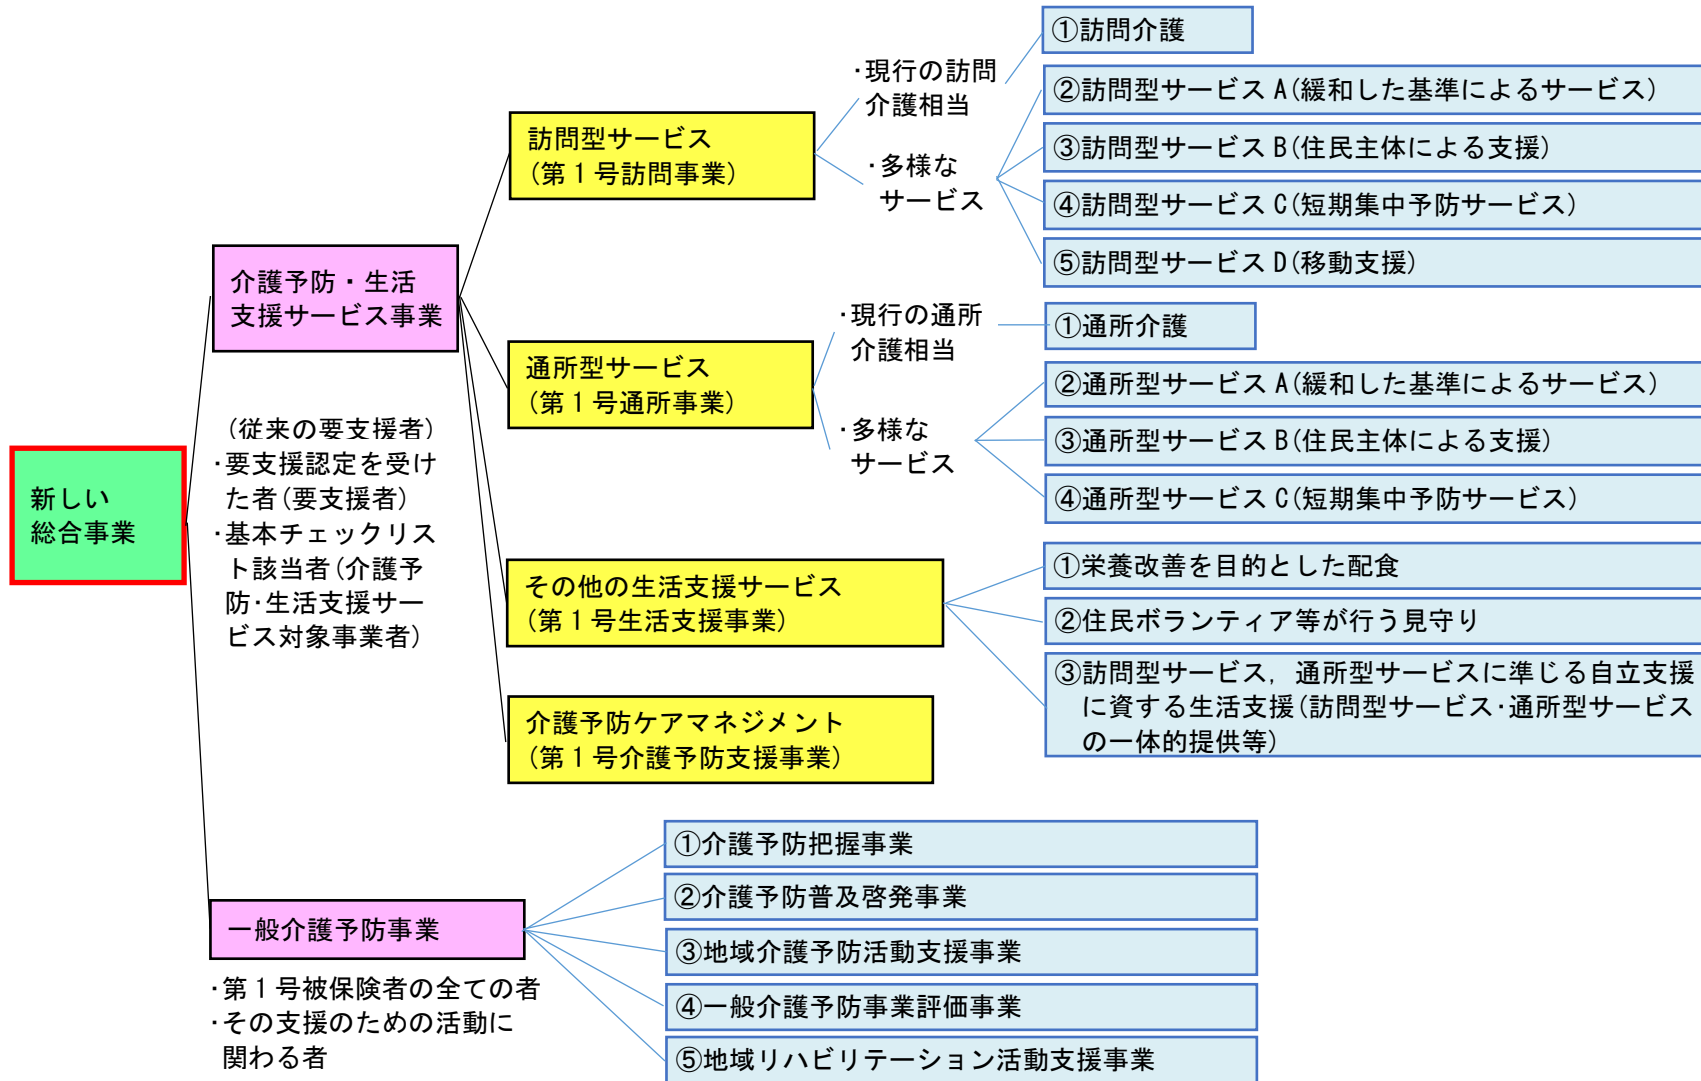 新しい
総合事業
介護予防・生活
支援サービス事業
(従来の要支援者)
・要支援認定を受け
た者(要支援者)
・基本チェックリス
ト該当者(介護予
防・生活支援サー
ビス対象事業者)
訪問型サービス
(第１号訪問事業)
・現行の訪問
介護相当
①訪問介護
・多様な
サービス
②訪問型サービス A(緩和した基準によるサービス)
③訪問型サービス B(住民主体による支援)
④訪問型サービス C(短期集中予防サービス)
⑤訪問型サービス D(移動支援)
通所型サービス
(第１号通所事業)
・現行の通所
介護相当
①通所介護
・多様な
サービス
②通所型サービス A(緩和した基準によるサービス)
③通所型サービス B(住民主体による支援)
④通所型サービス C(短期集中予防サービス)
その他の生活支援サービス
(第１号生活支援事業)
①栄養改善を目的とした配食
②住民ボランティア等が行う見守り
③訪問型サービス，通所型サービスに準じる自立支援
に資する生活支援(訪問型サービス・通所型サービス
の一体的提供等)
介護予防ケアマネジメント
(第１号介護予防支援事業)
一般介護予防事業
・第１号被保険者の全ての者
・その支援のための活動に
関わる者
①介護予防把握事業
②介護予防普及啓発事業
③地域介護予防活動支援事業
④一般介護予防事業評価事業
⑤地域リハビリテーション活動支援事業